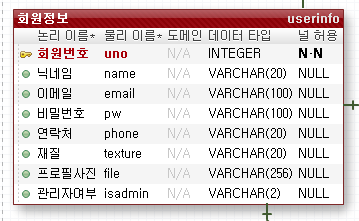 회원정보 userinfo
논리 이름* 물리 이름* 도메인 데이터 타입 널 허용
회원번호 uno N/A INTEGER N·N
닉네임 name N/A VARCHAR(20) NULL
이메일 email N/A VARCHAR(100) NULL
비밀번호 pw N/A VARCHAR(100) NULL
연락처 phone N/A VARCHAR(20) NULL
재질 texture N/A VARCHAR(20) NULL
프로필사진 file N/A VARCHAR(256) NULL
관리자여부 isadmin N/A VARCHAR(2) NULL